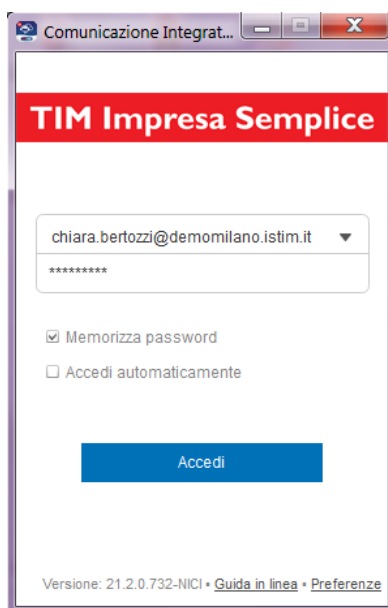 Comunicazione Integrat...
TIM Impresa Semplice
chiara.bertozzi@demomilano.istim.it
*********
Memorizza password
Accedi automaticamente
Accedi
Versione: 21.2.0.732-NICI • Guida in linea • Preferenze